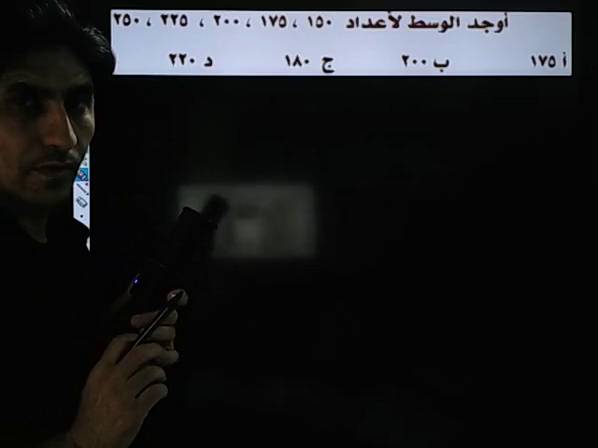 أوجد الوسط لأعداد ١٥٠ ، ١٧٥ ، ٢٠٠ ، ٢٢٥ ، ٢٥٠
أ ١٧٥ ب ٢٠٠ ج ١٨٠ د ٢٢٠